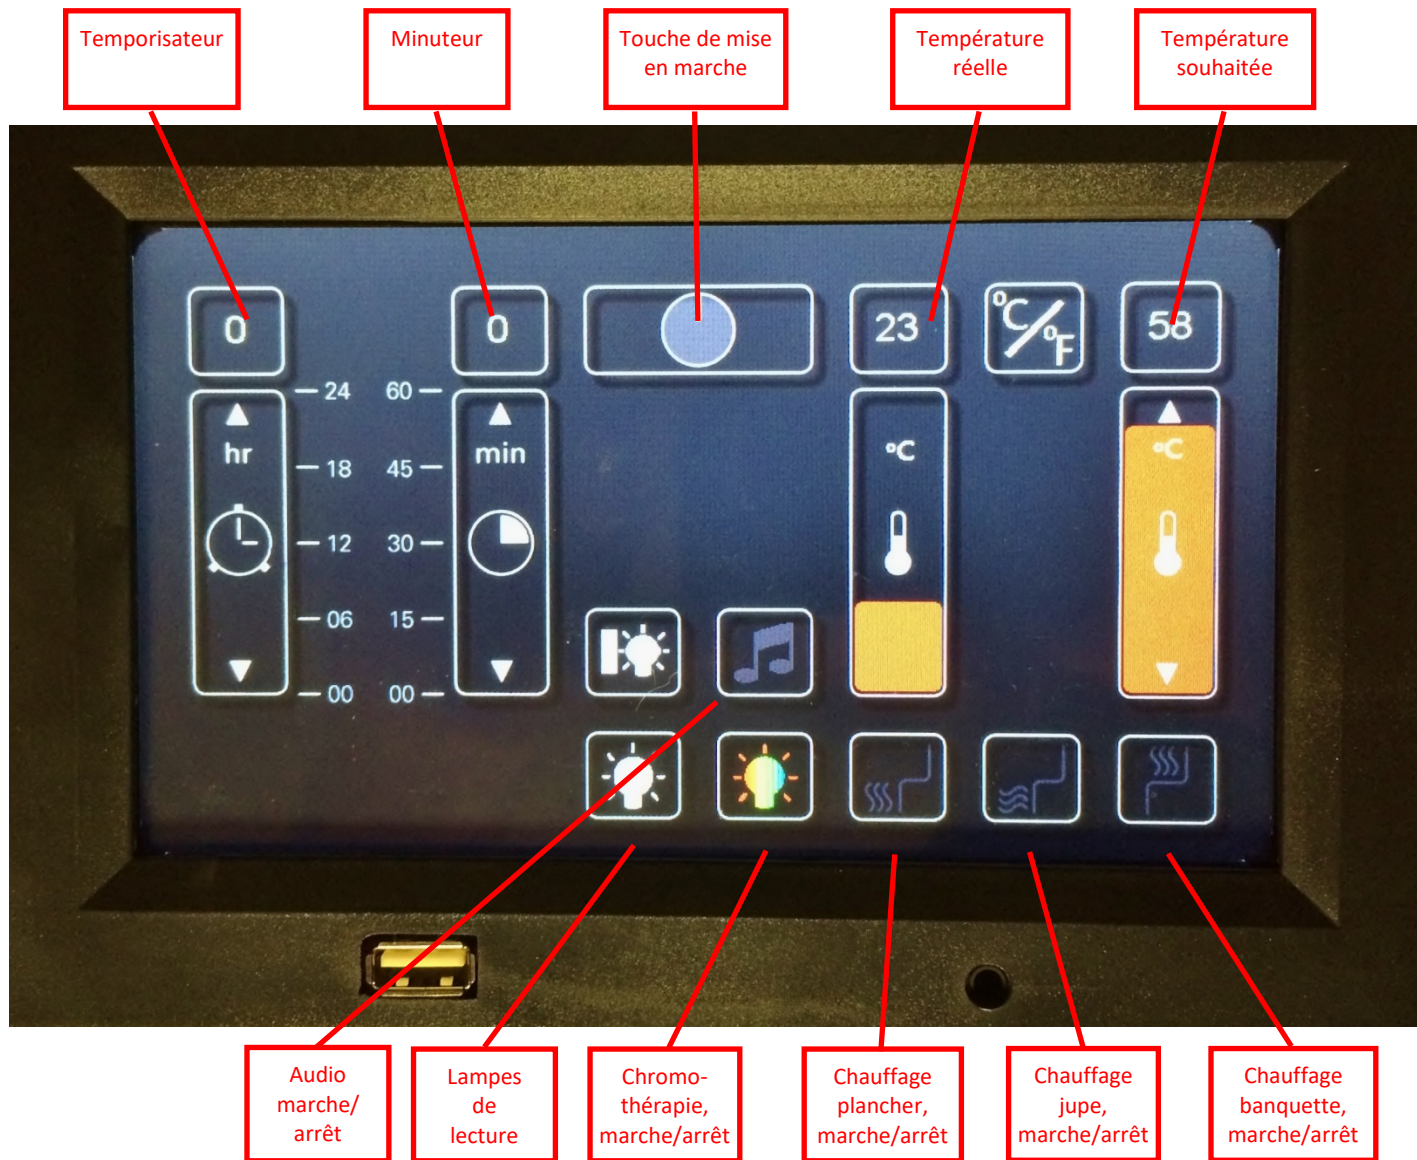 Temporisateur
Minuteur
Touche de mise
en marche
Température
réelle
Température
souhaitée
0
0
23
°C/°F
58
24
60
hr
min
°C
°C
18
45
12
30
06
15
00
00
Audio
marche/
arrêt
Lampes
de
lecture
Chromo-
thérapie,
marche/arrêt
Chauffage
plancher,
marche/arrêt
Chauffage
jupe,
marche/arrêt
Chauffage
banquette,
marche/arrêt